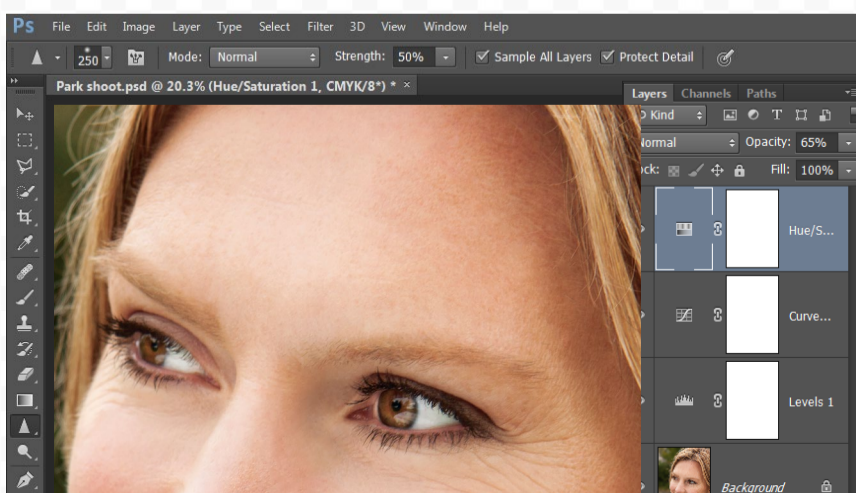 Ps File Edit Image Layer Type Select Filter 3D View Window Help
250 Mode: Normal Strength: 50% Sample All Layers Protect Detail
Park shoot.psd @ 20.3% (Hue/Saturation 1, CMYK/8*) * ×
Layers Channels Paths
Kind T
ormal Opacity: 65%
ck: Fill: 100%
Hue/S...
Curve...
Levels 1
Background